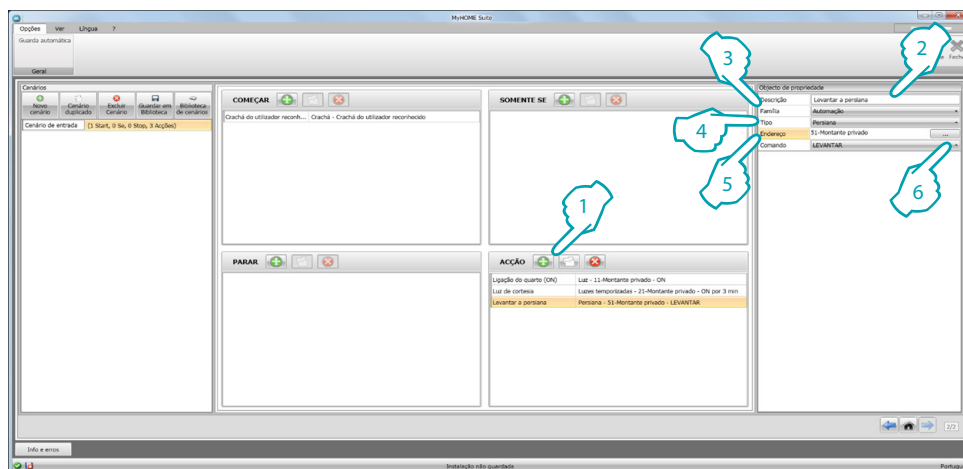 MyHOME Suite
Opções Ver Língua ?
Guarda automática
Geral
Fecha
Cenários
Novo cenário
Cenário duplicado
Excluir Cenário
Guardar em Biblioteca
Biblioteca de cenários
Cenário de entrada (1 Start, 0 Se, 0 Stop, 3 Acções)
COMEÇAR
Crachá do utilizador reconh... Crachá - Crachá do utilizador reconhecido
SOMENTE SE
PARAR
ACÇÃO
Ligação do quarto (ON) Luz - 11-Montante privado - ON
Luz de cortesia Luzes temporizadas - 21-Montante privado - ON por 3 min
Levantar a persiana Persiana - 51-Montante privado - LEVANTAR
Objecto de propriedade
Descrição Levantar a persiana
Família Automação
Tipo Persiana
Endereço 51-Montante privado ...
Comando LEVANTAR
1
2
3
4
5
6
2/2
Info e erros
Instalação não guardada
Portugu